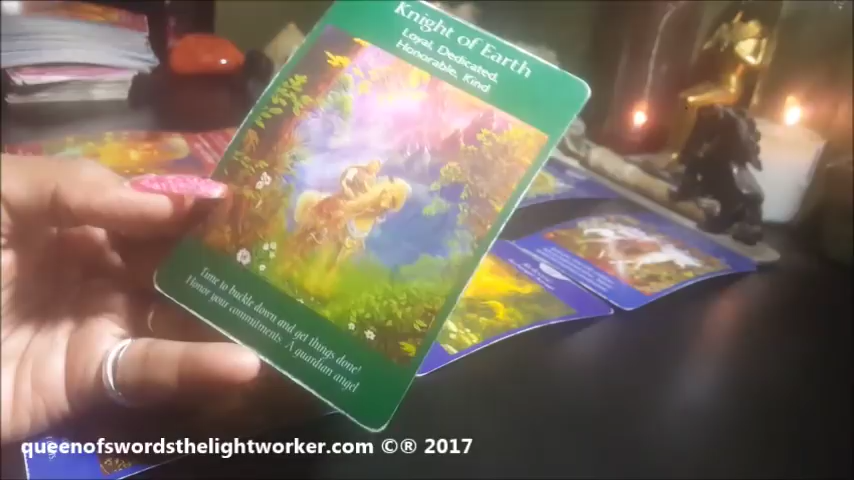 Knight of Earth
Loyal, Dedicated,
Honorable, Kind
Time to buckle down and get things done!
Honor your commitments. A guardian angel
queenofswordsthelightworker.com ©® 2017